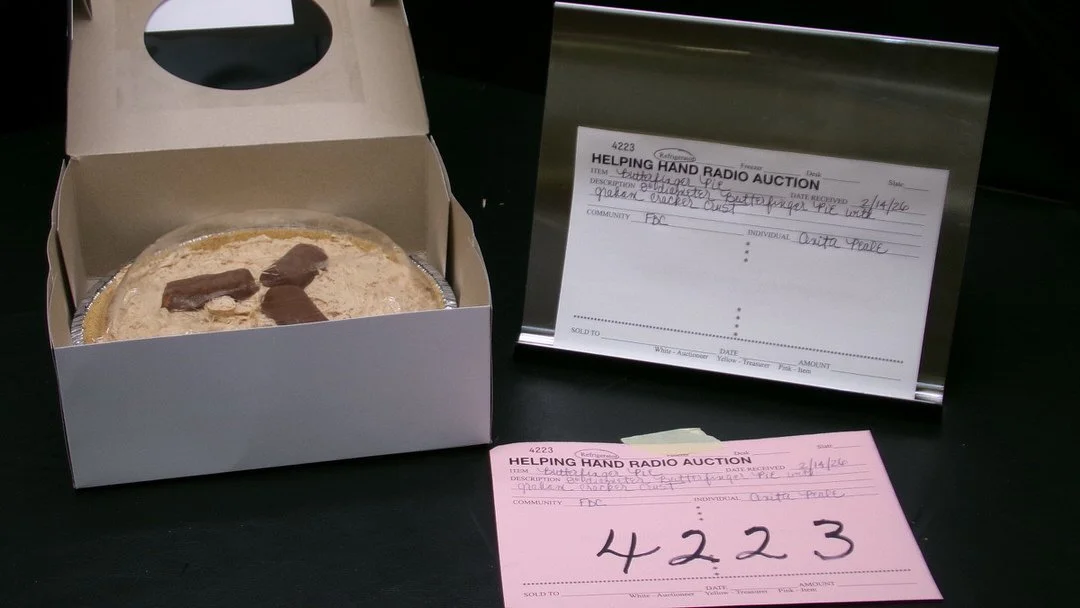 4223
Refrigerator Freezer Desk Slate
HELPING HAND RADIO AUCTION
ITEM Butterfinger Pie DATE RECEIVED 2/14/26
DESCRIPTION Butterfinger Pie with
graham cracker crust
COMMUNITY FBC INDIVIDUAL Anita Peale
SOLD TO DATE AMOUNT
White - Auctioneer Yellow - Treasurer Pink - Item
4223
Refrigerator Desk Slate
HELPING HAND RADIO AUCTION
ITEM Butterfinger Pie DATE RECEIVED 2/14/26
DESCRIPTION Butterfinger Pie with
graham cracker crust
COMMUNITY FBC INDIVIDUAL Anita Peale
4223
SOLD TO DATE AMOUNT
White - Auctioneer Yellow - Treasurer Pink - Item